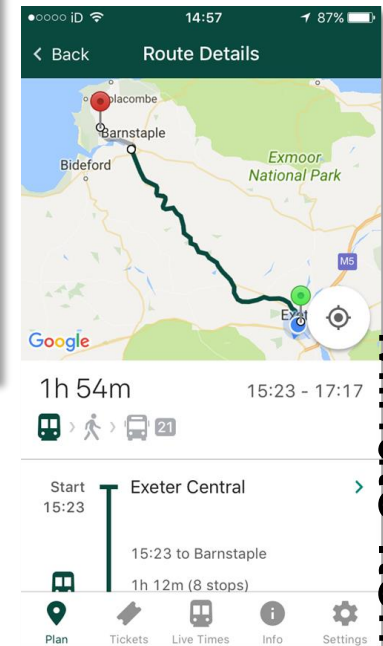 iD 14:57 87%
Back Route Details
placombe
Barnstaple
Bideford
Exmoor
National Park
M5
Exet
Google
1h 54m 15:23 - 17:17
21
Start Exeter Central
15:23
15:23 to Barnstaple
1h 12m (8 stops)
Plan Tickets Live Times Info Settings